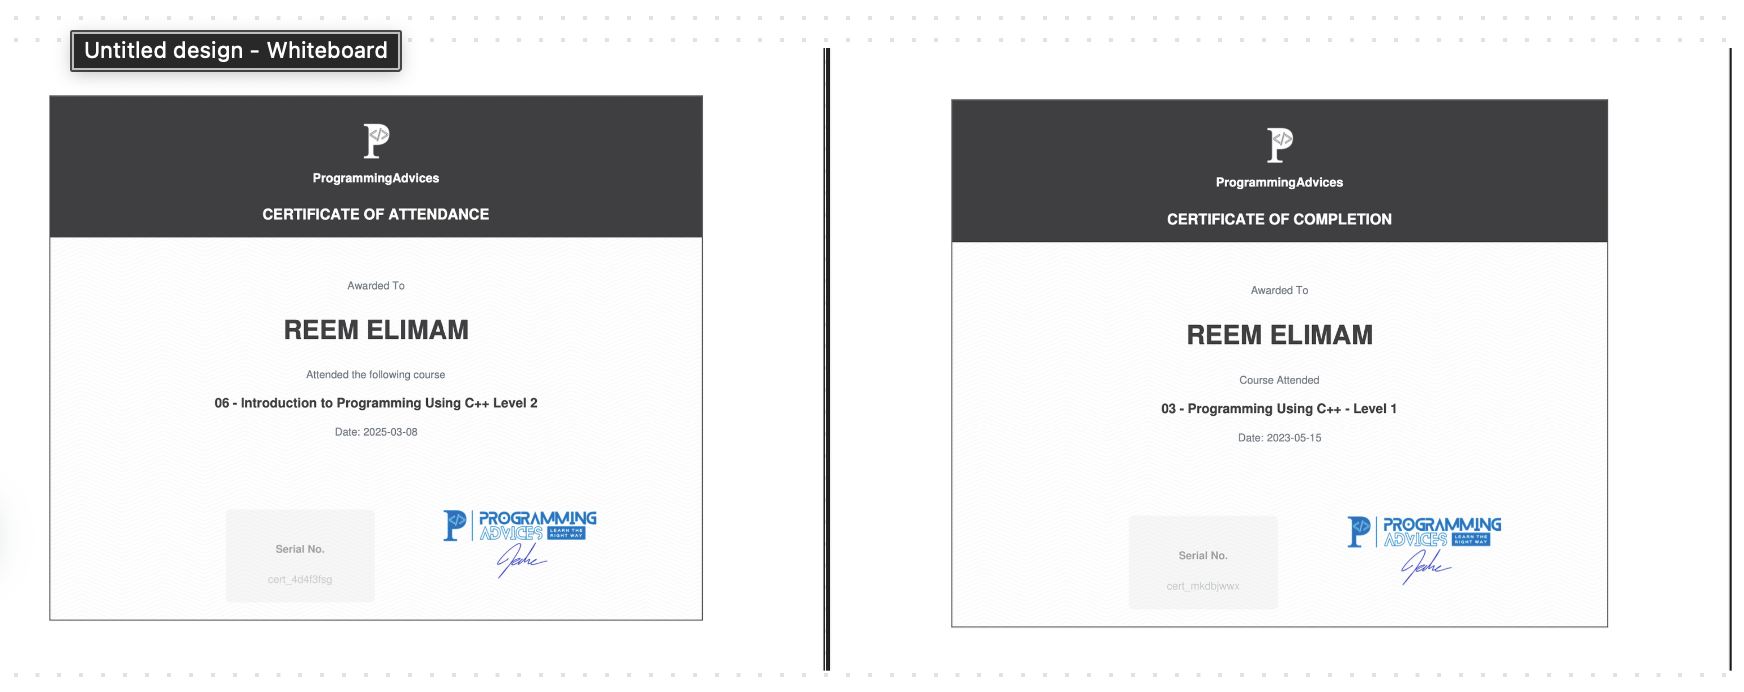 Untitled design - Whiteboard
ProgrammingAdvices
CERTIFICATE OF ATTENDANCE
Awarded To
REEM ELIMAM
Attended the following course
06 - Introduction to Programming Using C++ Level 2
Date: 2025-03-08
Serial No.
cert_4d4f3fsg
PROGRAMMING
ADVICES
LEARN THE
RIGHT WAY
ProgrammingAdvices
CERTIFICATE OF COMPLETION
Awarded To
REEM ELIMAM
Course Attended
03 - Programming Using C++ - Level 1
Date: 2023-05-15
Serial No.
cert_mkdbjwwx
PROGRAMMING
ADVICES
LEARN THE
RIGHT WAY